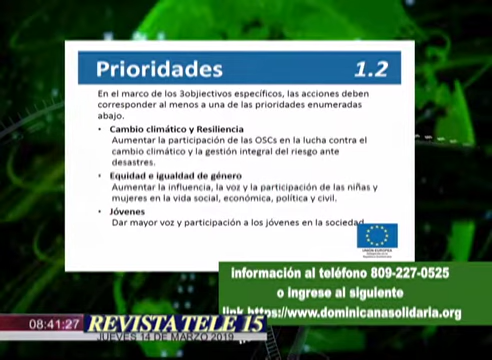 Prioridades 1.2
En el marco de los 3objiectivos específicos, las acciones deben
corresponder al menos a una de las prioridades enumeradas
abajo.
• Cambio climático y Resiliencia
Aumentar la participación de las OSCs en la lucha contra el
cambio climático y la gestión integral del riesgo ante
desastres.
• Equidad e igualdad de género
Aumentar la influencia, la voz y la participación de las niñas y
mujeres en la vida social, económica, política y civil.
• Jóvenes
Dar mayor voz y participación a los jóvenes en la sociedad
UNIÓN EUROPEA
información al teléfono 809-227-0525
o ingrese al siguiente
link https://www.dominicanasolidaria.org
08:41:27 REVISTA TELE 15
JUEVES 14 DE MARZO 2019